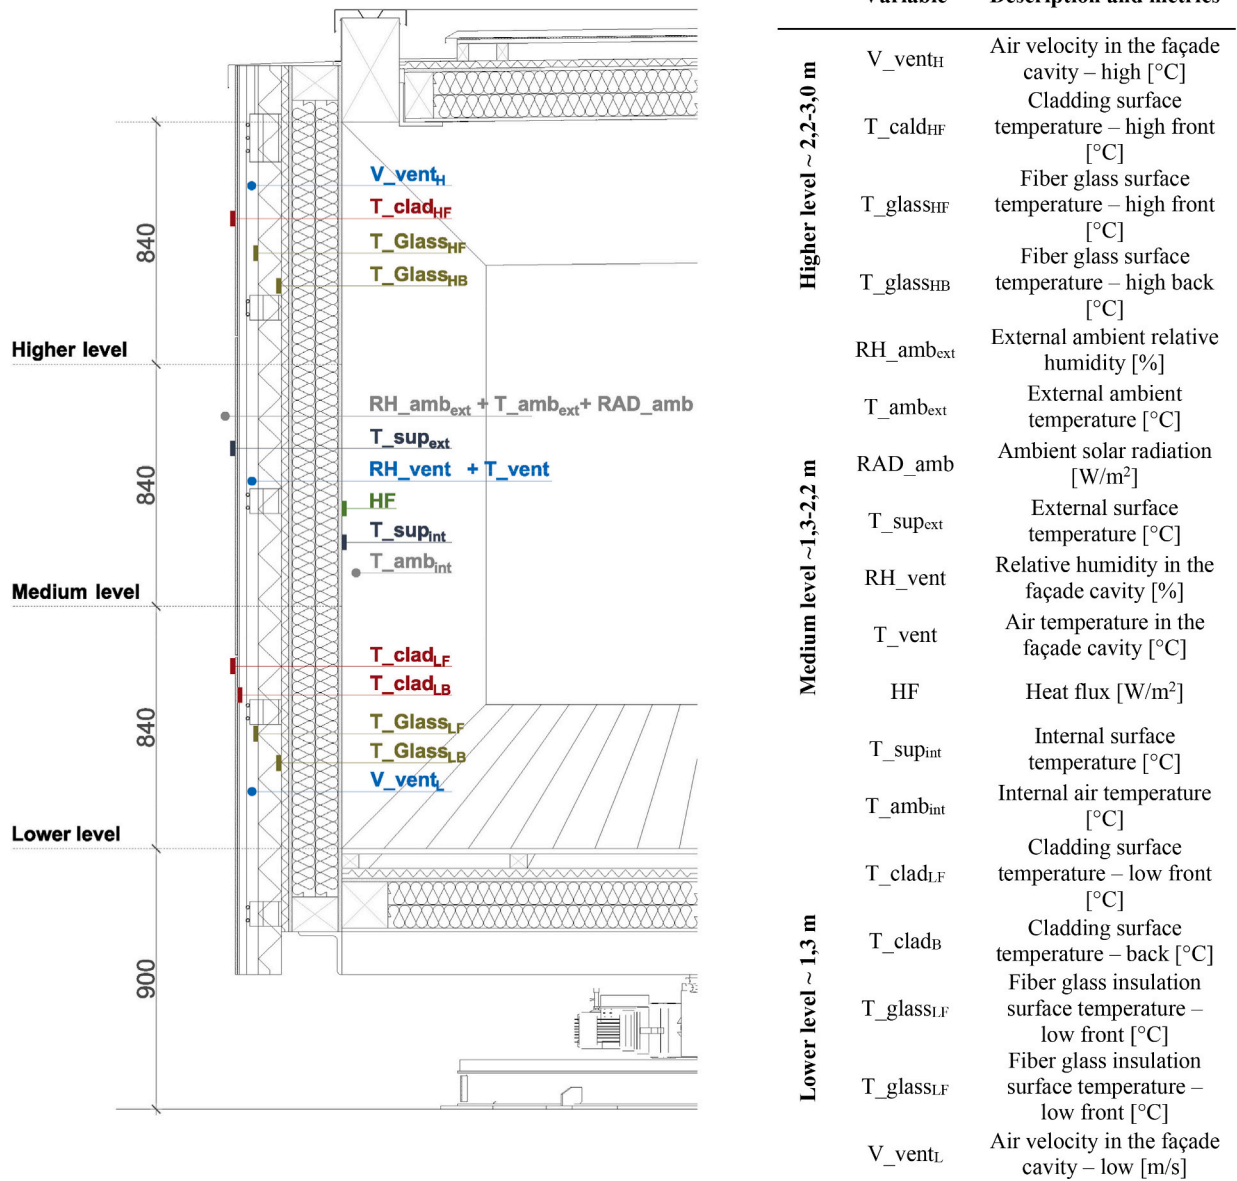 840
840
840
900
Higher level
Medium level
Lower level
V_ventH
T_cladHF
T_GlassHF
T_GlassHB
RH_ambext + T_ambext+ RAD_amb
T_supext
RH_vent + T_vent
HF
T_supint
T_ambint
T_cladLF
T_cladLB
T_GlassLF
T_GlassLB
V_ventL
Variable Description and metrics
Higher level ~ 2,2-3,0 m
V_ventH
Air velocity in the façade
cavity – high [°C]
T_caldHF
Cladding surface
temperature – high front
[°C]
T_glassHF
Fiber glass surface
temperature – high front
[°C]
T_glassHB
Fiber glass surface
temperature – high back
[°C]
Medium level ~1,3-2,2 m
RH_ambext
External ambient relative
humidity [%]
T_ambext
External ambient
temperature [°C]
RAD_amb
Ambient solar radiation
[W/m²]
T_supext
External surface
temperature [°C]
RH_vent
Relative humidity in the
façade cavity [%]
T_vent
Air temperature in the
façade cavity [°C]
HF
Heat flux [W/m²]
T_supint
Internal surface
temperature [°C]
T_ambint
Internal air temperature
[°C]
Lower level ~ 1,3 m
T_cladLF
Cladding surface
temperature – low front
[°C]
T_cladB
Cladding surface
temperature – back [°C]
T_glassLF
Fiber glass insulation
surface temperature –
low front [°C]
T_glassLF
Fiber glass insulation
surface temperature –
low front [°C]
V_ventL
Air velocity in the façade
cavity – low [m/s]